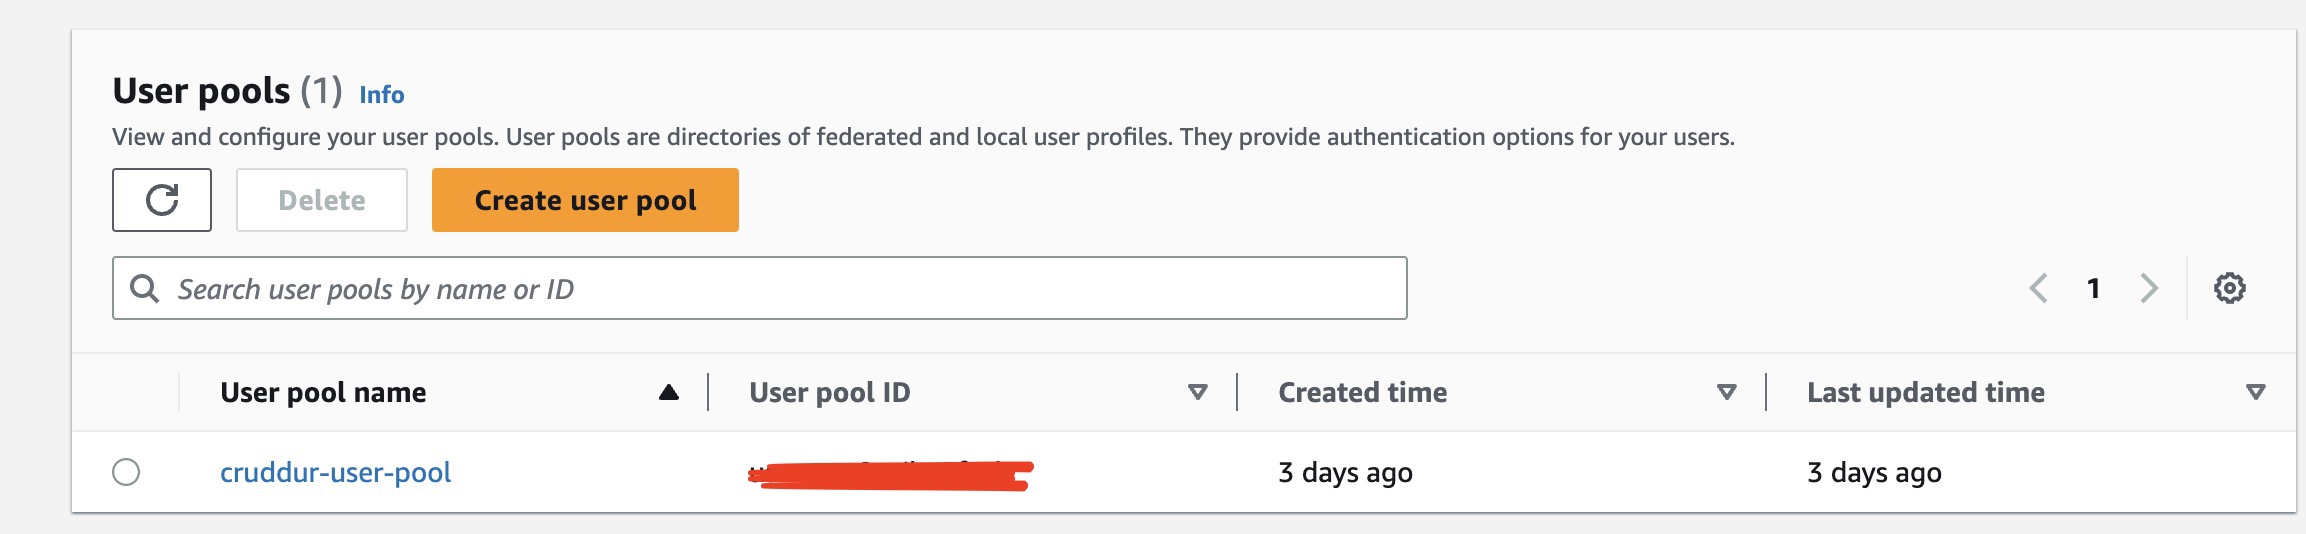 User pools (1) Info
View and configure your user pools. User pools are directories of federated and local user profiles. They provide authentication options for your users.
Delete Create user pool
Search user pools by name or ID 1
User pool name User pool ID Created time Last updated time
cruddur-user-pool 3 days ago 3 days ago